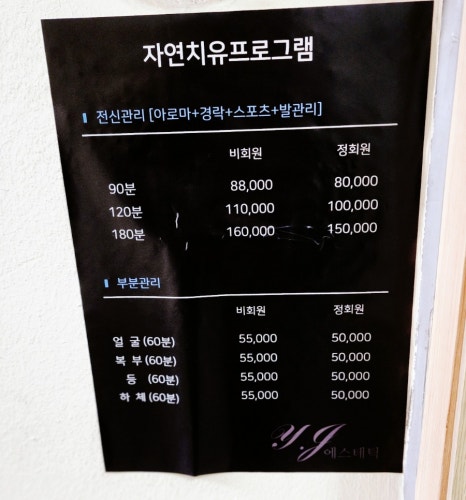 자연치유프로그램
전신관리 [아로마+경락+스포츠+발관리]
비회원 정회원
90분 88,000 80,000
120분 110,000 100,000
180분 160,000 150,000
부분관리
비회원 정회원
얼 굴 (60분) 55,000 50,000
복 부 (60분) 55,000 50,000
등 (60분) 55,000 50,000
하 체 (60분) 55,000 50,000
Y.J 에스테틱